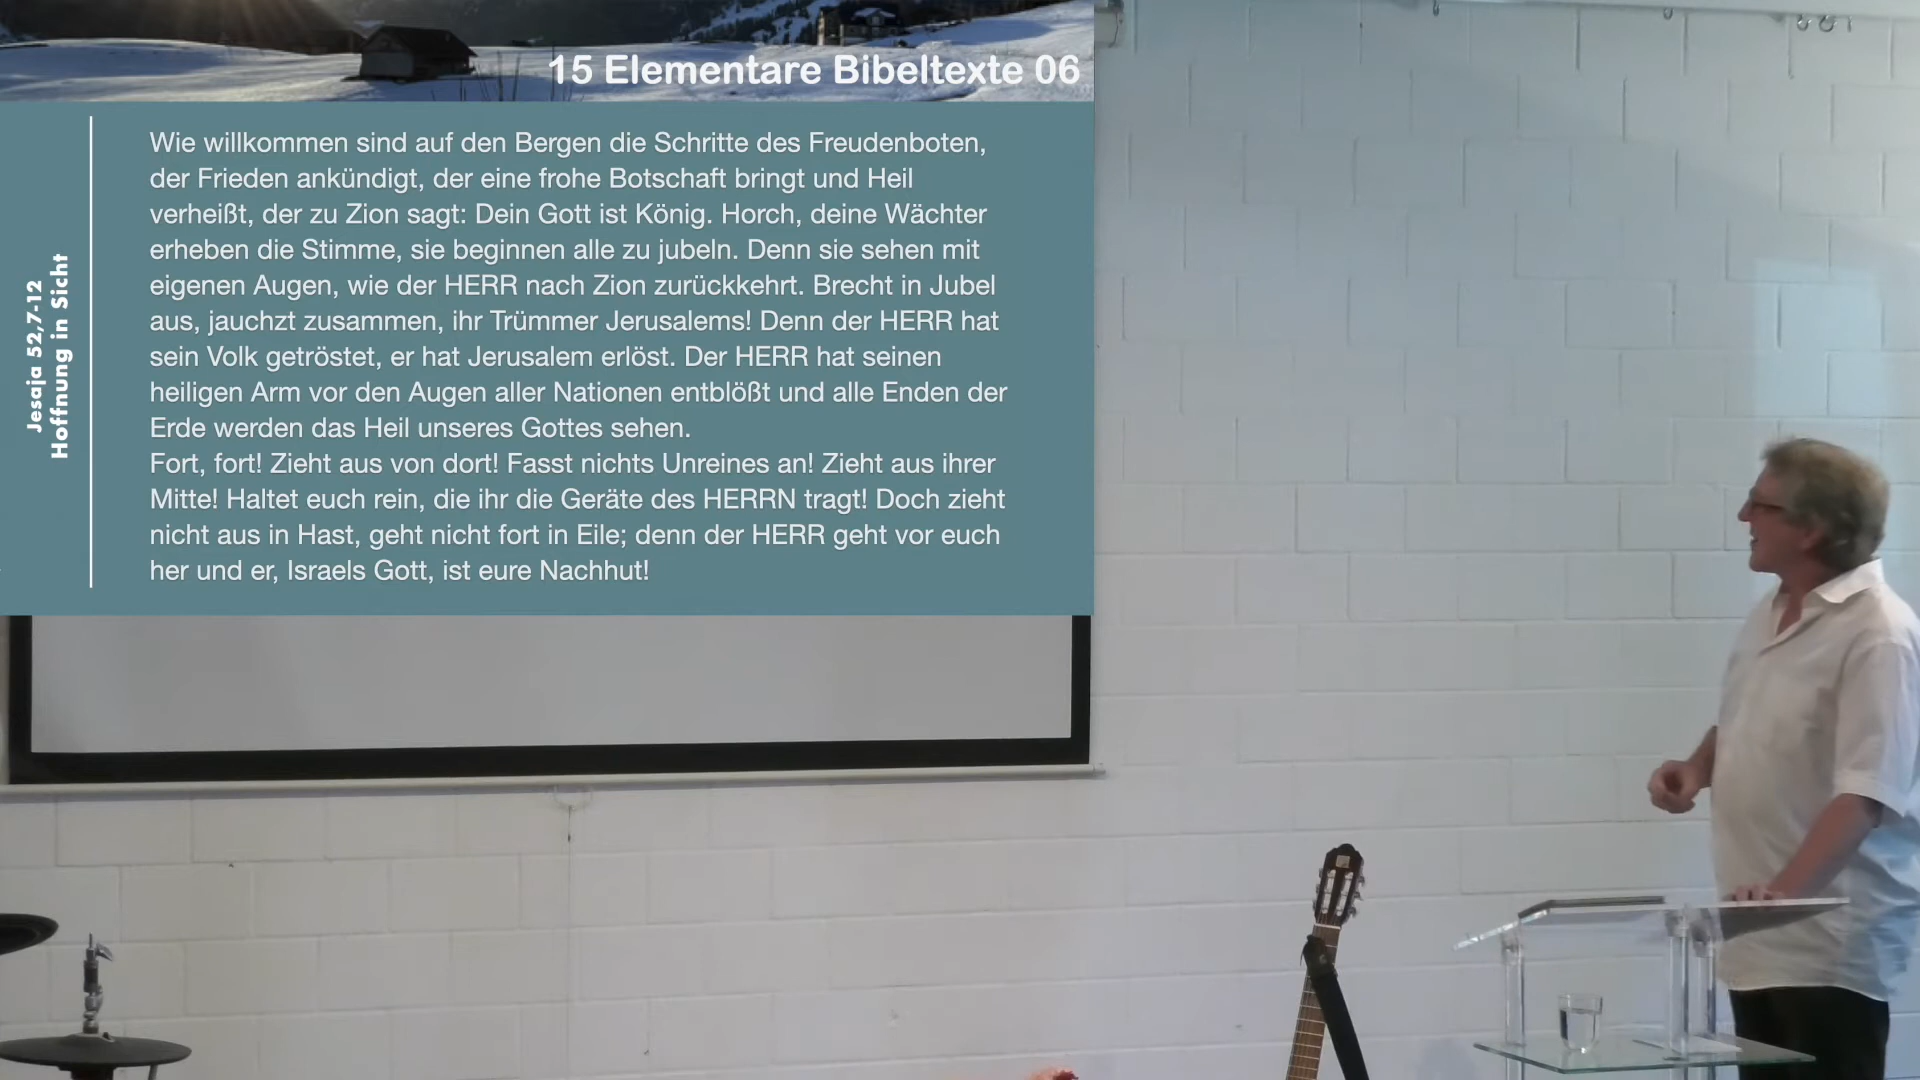 15 Elementare Bibeltexte 06
Jesaja 52,7-12
Hoffnung in Sicht
Wie willkommen sind auf den Bergen die Schritte des Freudenboten,
der Frieden ankündigt, der eine frohe Botschaft bringt und Heil
verheißt, der zu Zion sagt: Dein Gott ist König. Horch, deine Wächter
erheben die Stimme, sie beginnen alle zu jubeln. Denn sie sehen mit
eigenen Augen, wie der HERR nach Zion zurückkehrt. Brecht in Jubel
aus, jauchzt zusammen, ihr Trümmer Jerusalems! Denn der HERR hat
sein Volk getröstet, er hat Jerusalem erlöst. Der HERR hat seinen
heiligen Arm vor den Augen aller Nationen entblößt und alle Enden der
Erde werden das Heil unseres Gottes sehen.
Fort, fort! Zieht aus von dort! Fasst nichts Unreines an! Zieht aus ihrer
Mitte! Haltet euch rein, die ihr die Geräte des HERRN tragt! Doch zieht
nicht aus in Hast, geht nicht fort in Eile; denn der HERR geht vor euch
her und er, Israels Gott, ist eure Nachhut!